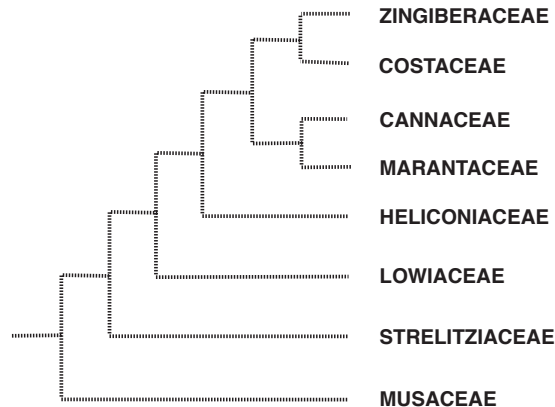 ZINGIBERACEAE
COSTACEAE
CANNACEAE
MARANTACEAE
HELICONIACEAE
LOWIACEAE
STRELITZIACEAE
MUSACEAE